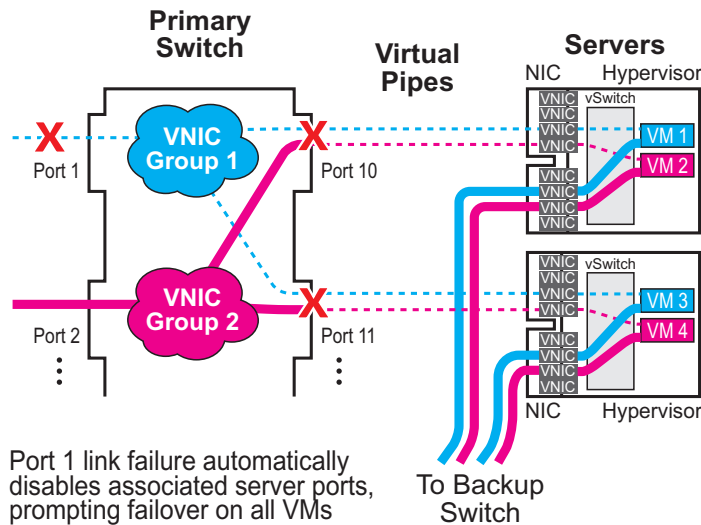 Primary
Switch
Virtual
Pipes
Servers
NIC
Hypervisor
X
Port 1
VNIC
Group 1
X
Port 10
VNIC
VNIC
VNIC
VNIC
vSwitch
VM 1
VM 2
VNIC
VNIC
VNIC
VNIC
Port 2
VNIC
Group 2
X
Port 11
VNIC
VNIC
VNIC
VNIC
vSwitch
VM 3
VM 4
VNIC
VNIC
VNIC
VNIC
NIC
Hypervisor
Port 1 link failure automatically
disables associated server ports,
prompting failover on all VMs
To Backup
Switch